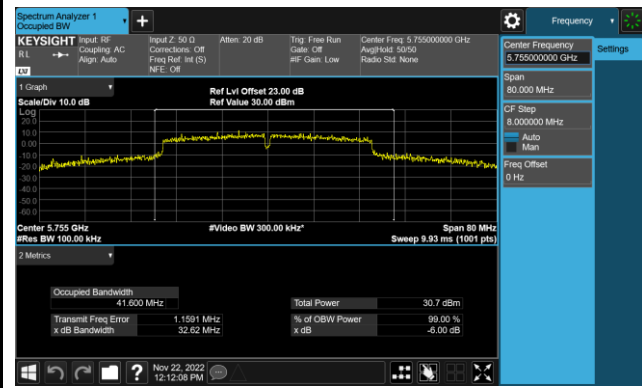 Spectrum Analyzer 1
Occupied BW
Frequency
KEYSIGHT
RL
LXI
Input: RF
Coupling: AC
Align: Auto
Input Z: 50 Ω
Corrections: Off
Freq Ref: Int (S)
NFE: Off
Atten: 20 dB
Trig: Free Run
Gate: Off
#IF Gain: Low
Center Freq: 5.755000000 GHz
Avg|Hold: 50/50
Radio Std: None
Center Frequency
5.755000000 GHz
Settings
Span
80.000 MHz
CF Step
8.000000 MHz
Auto
Man
Freq Offset
0 Hz
1 Graph
Scale/Div 10.0 dB
Ref Lvl Offset 23.00 dB
Ref Value 30.00 dBm
Log
20.0
10.0
0.00
-10.0
-20.0
-30.0
-40.0
-50.0
-60.0
Center 5.755 GHz
#Res BW 100.00 kHz
#Video BW 300.00 kHz*
Span 80 MHz
Sweep 9.93 ms (1001 pts)
2 Metrics
Occupied Bandwidth
41.600 MHz
Total Power 30.7 dBm
Transmit Freq Error 1.1591 MHz
% of OBW Power 99.00 %
x dB Bandwidth 32.62 MHz
x dB -6.00 dB
Nov 22, 2022
12:12:08 PM